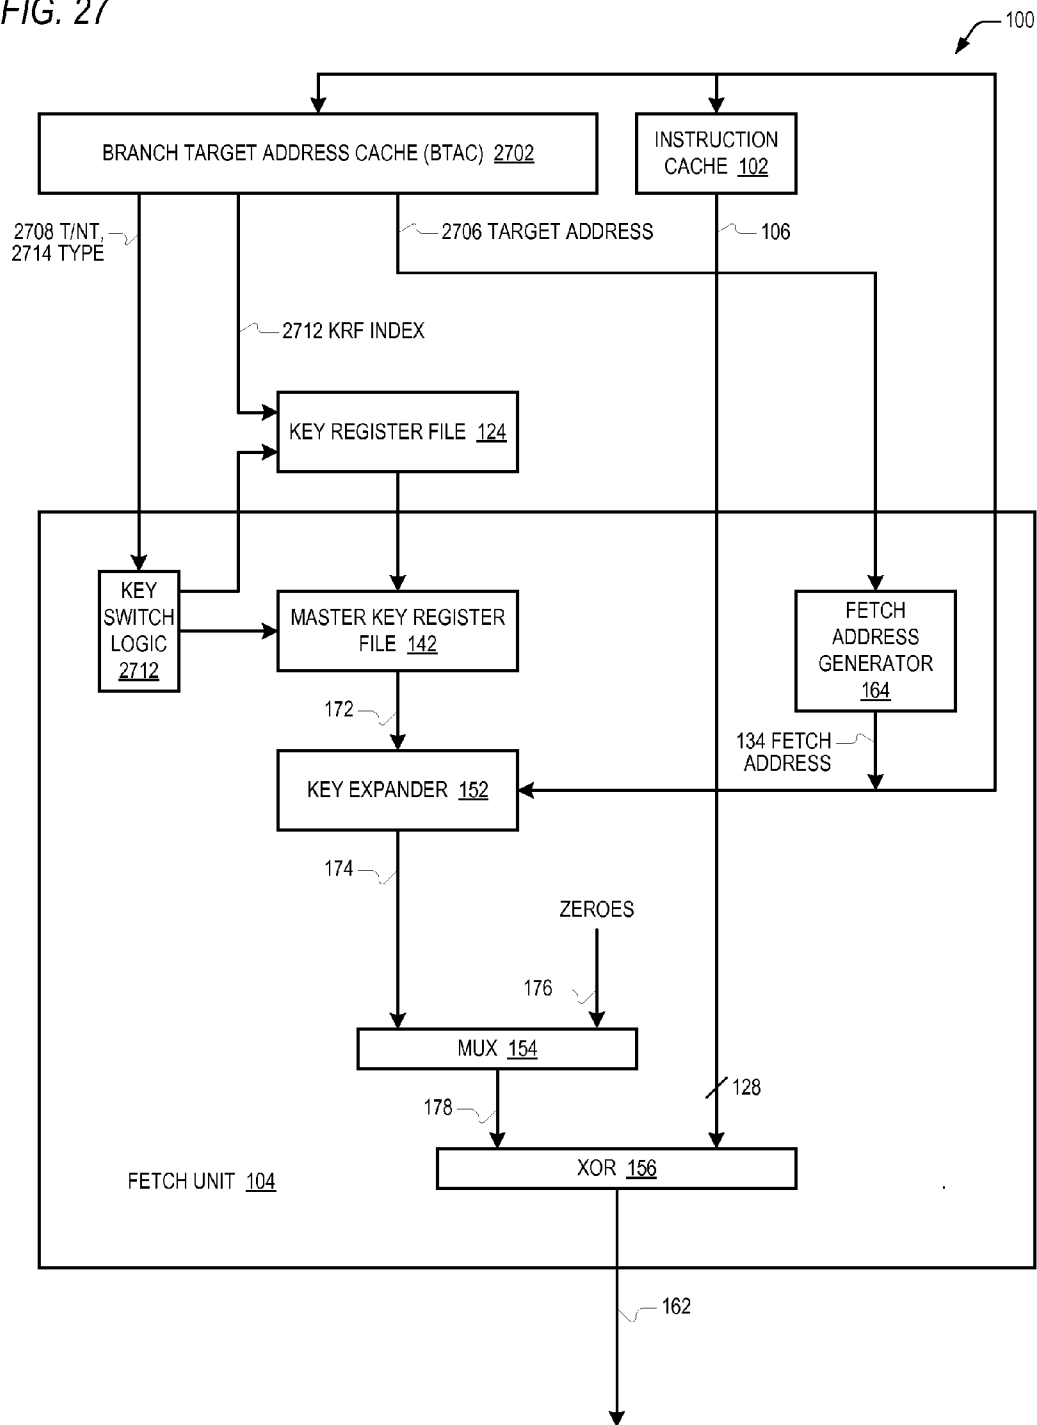 FIG. 27
100
BRANCH TARGET ADDRESS CACHE (BTAC) 2702
INSTRUCTION
CACHE 102
2708 T/NT,
2714 TYPE
2706 TARGET ADDRESS
106
2712 KRF INDEX
KEY REGISTER FILE 124
KEY
SWITCH
LOGIC
2712
MASTER KEY REGISTER
FILE 142
FETCH
ADDRESS
GENERATOR
164
172
134 FETCH
ADDRESS
KEY EXPANDER 152
174
ZEROES
176
MUX 154
178
128
XOR 156
FETCH UNIT 104
162